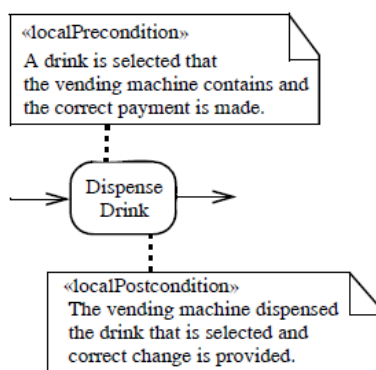 «localPrecondition»
A drink is selected that
the vending machine contains and
the correct payment is made.
Dispense
Drink
«localPostcondition»
The vending machine dispensed
the drink that is selected and
correct change is provided.